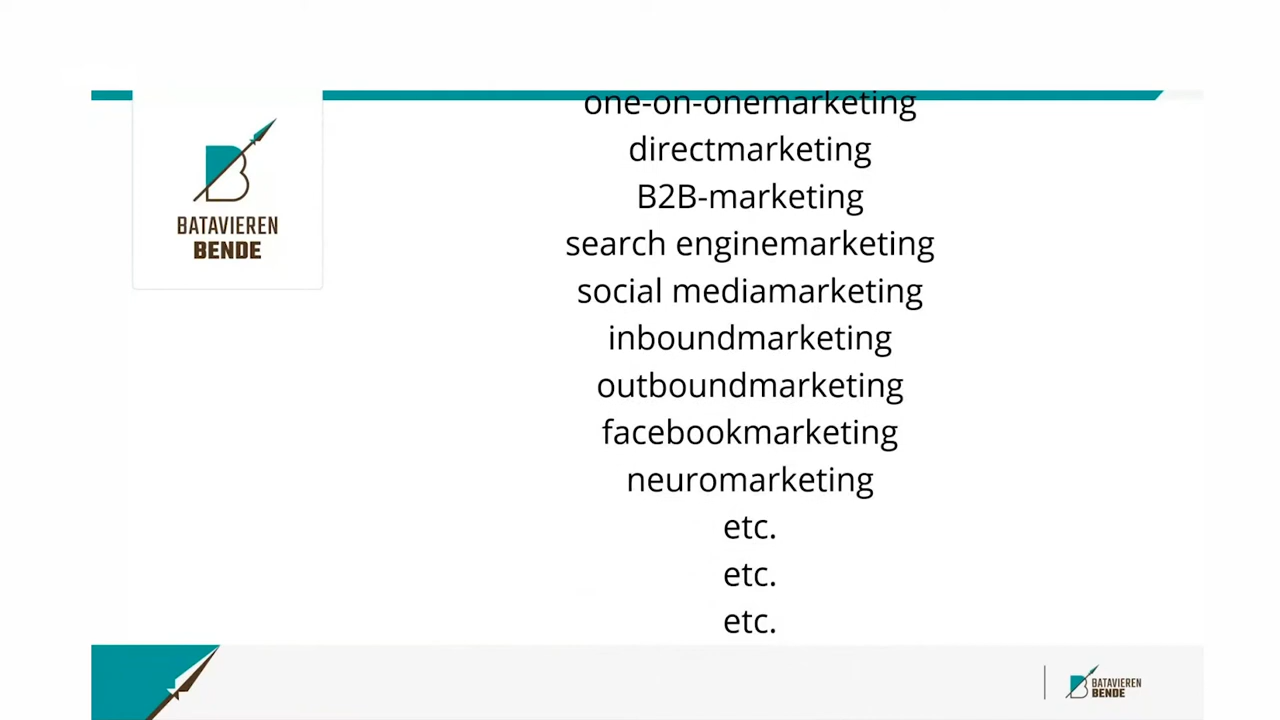 one-on-onemarketing
directmarketing
B2B-marketing
search enginemarketing
social mediamarketing
inboundmarketing
outboundmarketing
facebookmarketing
neuromarketing
etc.
etc.
etc.
BATAVIEREN
BENDE
BATAVIEREN
BENDE